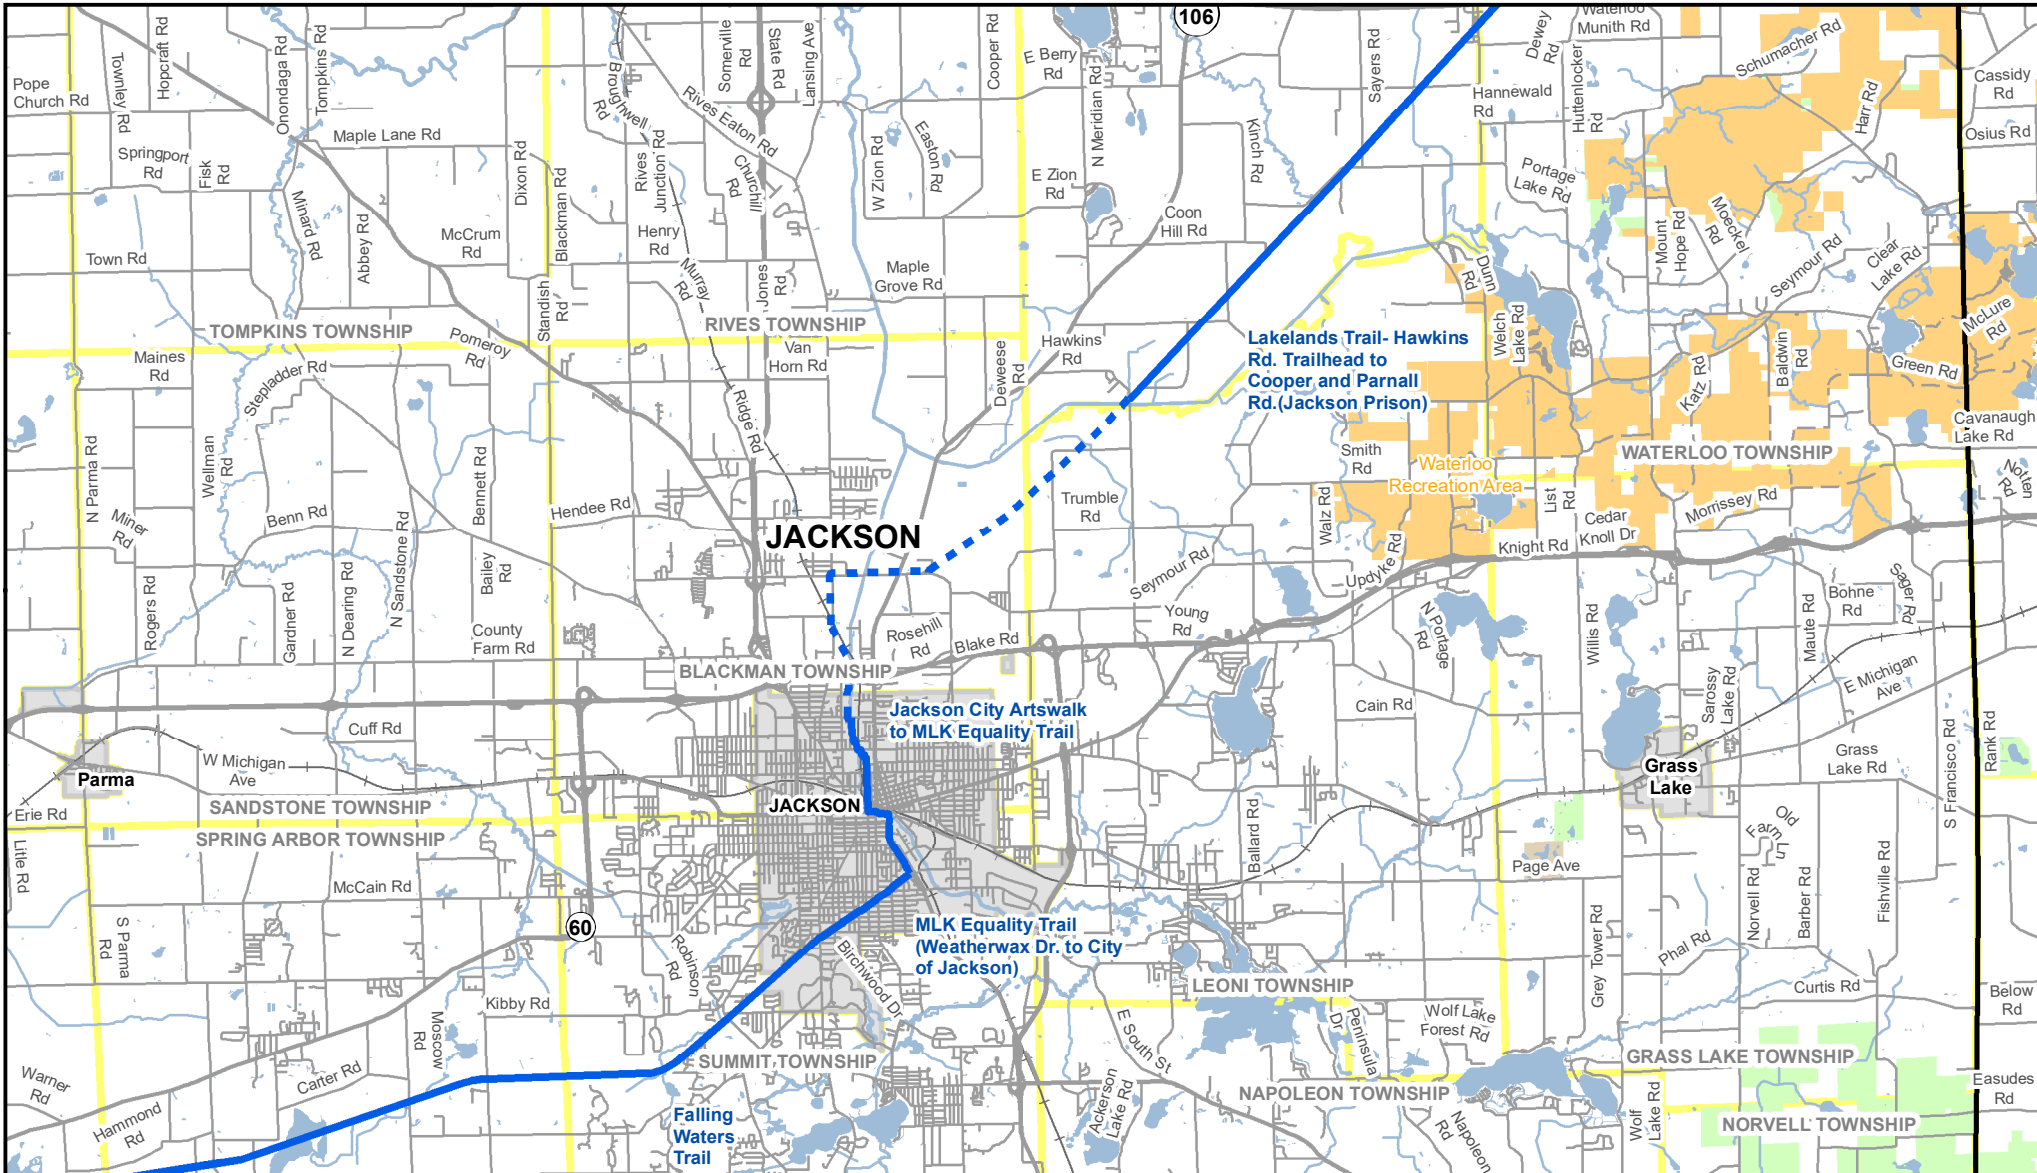 106
Pope
Church Rd
Townley Rd
Hopcraft Rd
Onondaga Rd
Tompkins Rd
Maple Lane Rd
Springport
Rd
Fisk
Rd
Minard Rd
Abbey Rd
McCrum
Rd
Town Rd
Dixon Rd
Blackman Rd
Standish
Rd
Broughwell
Rd
Rives
Junction Rd
Henry
Rd
Murray
Rd
Somerville
Rd
State Rd
Lansing Ave
Rives Eaton Rd
Churchill
Rd
Jones
Rd
Cooper Rd
W Zion Rd
Easton Rd
Maple
Grove Rd
E Berry
Rd
N Meridian Rd
E Zion
Rd
Coon
Hill Rd
Kinch Rd
Sayers Rd
Hannewald
Rd
Dewey
Rd
Waterloo
Munith Rd
Huttenlocker
Rd
Portage
Lake Rd
Schumacher Rd
Harr Rd
Cassidy
Rd
Osius Rd
Mount
Hope Rd
Moeckel
Rd
Seymour Rd
Clear
Lake Rd
McLure
Rd
Dunn
Rd
Welch
Lake Rd
Katz Rd
Baldwin
Rd
Green Rd
Cavanaugh
Lake Rd
Notten
Rd
TOMPKINS TOWNSHIP
RIVES TOWNSHIP
Maines
Rd
Stepladder Rd
Pomeroy
Rd
Van
Horn Rd
Ridge Rd
Deweese
Rd
Hawkins
Rd
Lakelands Trail- Hawkins
Rd. Trailhead to
Cooper and Parnall
Rd.(Jackson Prison)
Smith
Rd
Waterloo
Recreation Area
WATERLOO TOWNSHIP
N Parma Rd
Wellman
Rd
Miner
Rd
Benn Rd
Bennett Rd
Hendee Rd
N Sandstone Rd
Bailey
Rd
JACKSON
Trumble
Rd
Walz Rd
List
Rd
Cedar
Knoll Dr
Morrissey Rd
Knight Rd
Updyke Rd
Seymour Rd
Young
Rd
Rogers Rd
Gardner Rd
N Dearing Rd
County
Farm Rd
Rosehill
Rd
Blake Rd
N Portage
Rd
Willis Rd
Maute Rd
Bohne
Rd
Sager Rd
BLACKMAN TOWNSHIP
Sarossy
Lake Rd
E Michigan
Ave
Cuff Rd
Jackson City Artswalk
to MLK Equality Trail
Cain Rd
S Francisco Rd
Rank Rd
Parma
W Michigan
Ave
Grass
Lake
Grass
Lake Rd
Erie Rd
SANDSTONE TOWNSHIP
JACKSON
SPRING ARBOR TOWNSHIP
Ballard Rd
Old
Farm Ln
Little Rd
McCain Rd
Page Ave
S Parma
Rd
60
Robinson
Rd
Birchwood Dr
MLK Equality Trail
(Weatherwax Dr. to City
of Jackson)
Norvell Rd
Barber Rd
Fishville Rd
Grey Tower Rd
Phal Rd
LEONI TOWNSHIP
Curtis Rd
Below
Rd
Kibby Rd
Moscow
Rd
E South St
Peninsula
Dr
Wolf Lake
Forest Rd
SUMMIT TOWNSHIP
GRASS LAKE TOWNSHIP
Warner
Rd
Carter Rd
Hammond
Rd
Falling
Waters
Trail
Ackerson
Lake Rd
NAPOLEON TOWNSHIP
Napoleon
Rd
Wolf
Lake Rd
Easudes
Rd
NORVELL TOWNSHIP